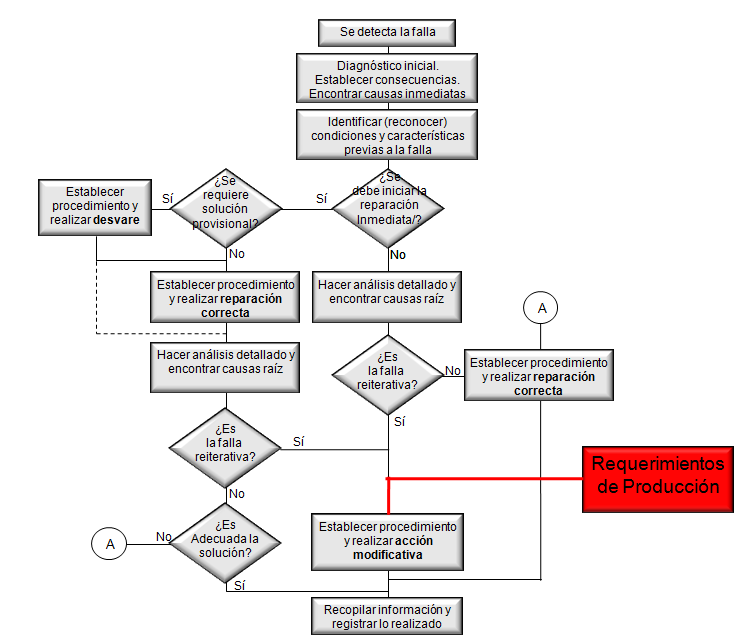 Se detecta la falla
Diagnóstico inicial.
Establecer consecuencias.
Encontrar causas inmediatas
Identificar (reconocer)
condiciones y características
previas a la falla
¿Se
debe iniciar la
reparación
Inmediata/?
Sí
No
¿Se
requiere
solución
provisional?
Sí
No
Establecer
procedimiento y
realizar desvare
Establecer procedimiento
y realizar reparación
correcta
Hacer análisis detallado y
encontrar causas raíz
Hacer análisis detallado y
encontrar causas raíz
¿Es
la falla
reiterativa?
No
Sí
A
Establecer procedimiento
y realizar reparación
correcta
¿Es
la falla
reiterativa?
Sí
No
Requerimientos
de Producción
¿Es
Adecuada la
solución?
No
A
Sí
Establecer procedimiento
y realizar acción
modificativa
Recopilar información y
registrar lo realizado